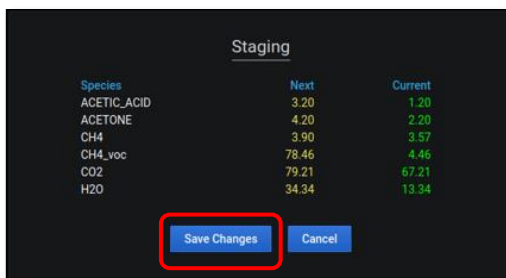 Staging
Species Next Current
ACETIC_ACID 3.20 1.20
ACETONE 4.20 2.20
CH4 3.90 3.57
CH4_voc 78.46 4.46
CO2 79.21 67.21
H2O 34.34 13.34
Save Changes Cancel